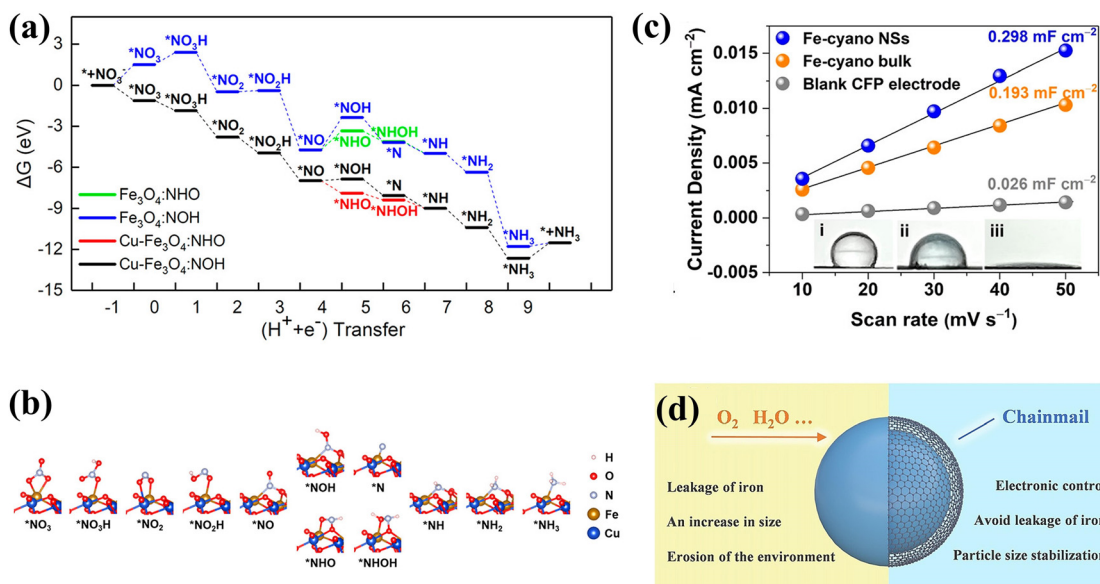 (a)
3
0
-3
-6
-9
-12
-15
ΔG (eV)
*+NO₃⁻
*NO₃
*NO₃H
*NO₂
*NO₂H
*NO
*NOH
*NHO
*N
*NHOH
*NH
*NH₂
*NH₃
*NO₃
*NO₃H
*NO₂
*NO₂H
*NO
*NOH
*NHO
*N
*NHOH
*NH
*NH₂
*NH₃
*+NH₃
Fe₃O₄:NHO
Fe₃O₄:NOH
Cu-Fe₃O₄:NHO
Cu-Fe₃O₄:NOH
-1 0 1 2 3 4 5 6 7 8 9
(H⁺+e⁻) Transfer
(c)
Current Density (mA cm⁻²)
0.015
0.010
0.005
0.000
-0.005
Fe-cyano NSs
Fe-cyano bulk
Blank CFP electrode
0.298 mF cm⁻²
0.193 mF cm⁻²
0.026 mF cm⁻²
i ii iii
10 20 30 40 50
Scan rate (mV s⁻¹)
(b)
*NO₃ *NO₃H *NO₂ *NO₂H *NO
*NOH *N
*NHO *NHOH
*NH *NH₂ *NH₃
H
O
N
Fe
Cu
(d)
O₂ H₂O ...
Chainmail
Leakage of iron
An increase in size
Erosion of the environment
Electronic control
Avoid leakage of iron
Particle size stabilization